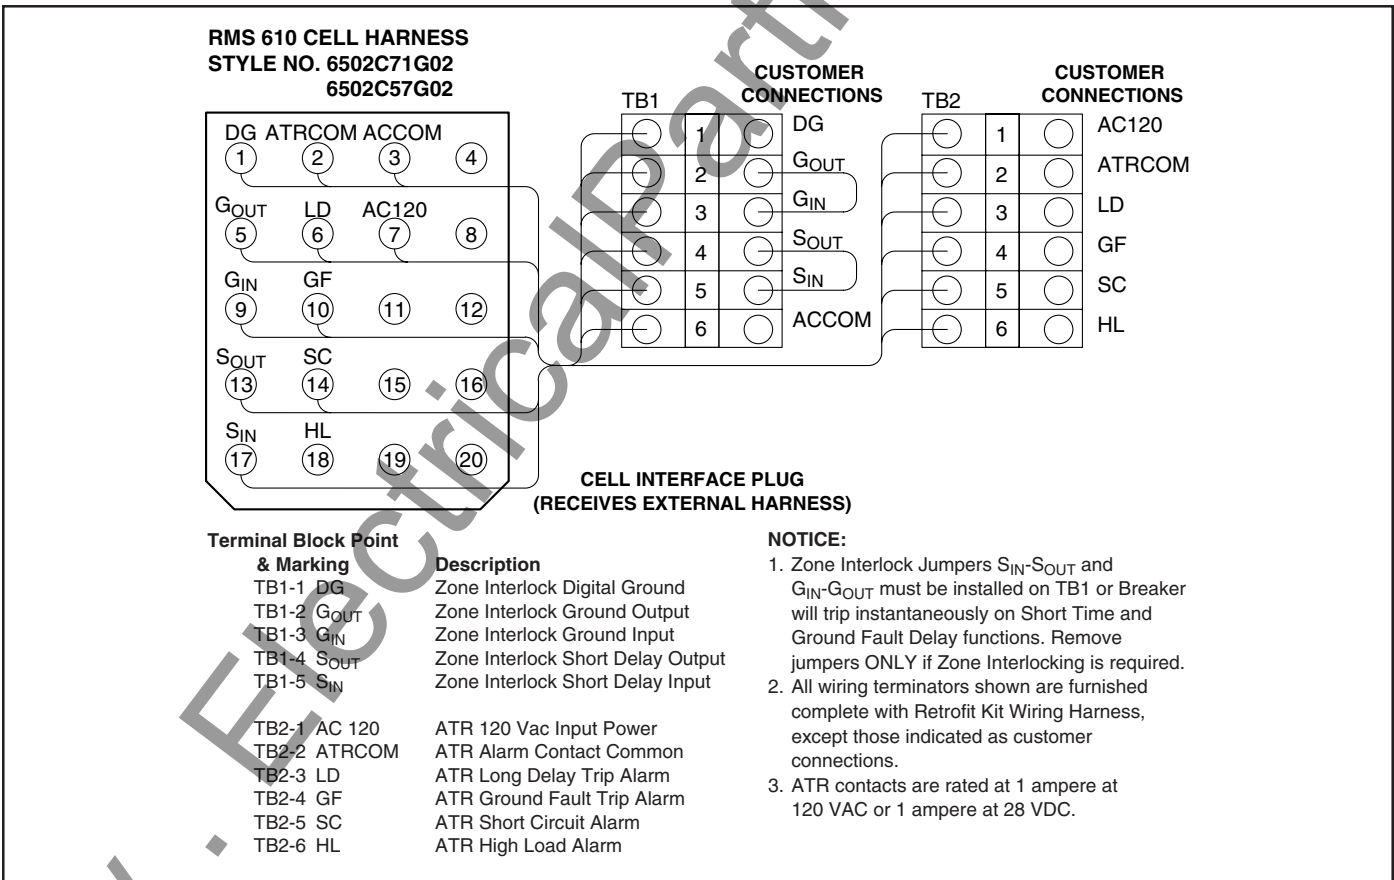 RMS 610 CELL HARNESS
STYLE NO. 6502C71G02
6502C57G02
DG ATRCOM ACCOM
1 2 3 4
GOUT LD AC120
5 6 7 8
GIN GF
9 10 11 12
SOUT SC
13 14 15 16
SIN HL
17 18 19 20
TB1
CUSTOMER
CONNECTIONS
1 DG
2 GOUT
3 GIN
4 SOUT
5 SIN
6 ACCOM
TB2
CUSTOMER
CONNECTIONS
1 AC120
2 ATRCOM
3 LD
4 GF
5 SC
6 HL
CELL INTERFACE PLUG
(RECEIVES EXTERNAL HARNESS)
Terminal Block Point
& Marking Description
TB1-1 DG Zone Interlock Digital Ground
TB1-2 GOUT Zone Interlock Ground Output
TB1-3 GIN Zone Interlock Ground Input
TB1-4 SOUT Zone Interlock Short Delay Output
TB1-5 SIN Zone Interlock Short Delay Input
TB2-1 AC 120 ATR 120 Vac Input Power
TB2-2 ATRCOM ATR Alarm Contact Common
TB2-3 LD ATR Long Delay Trip Alarm
TB2-4 GF ATR Ground Fault Trip Alarm
TB2-5 SC ATR Short Circuit Alarm
TB2-6 HL ATR High Load Alarm
NOTICE:
1. Zone Interlock Jumpers SIN-SOUT and
GIN-GOUT must be installed on TB1 or Breaker
will trip instantaneously on Short Time and
Ground Fault Delay functions. Remove
jumpers ONLY if Zone Interlocking is required.
2. All wiring terminators shown are furnished
complete with Retrofit Kit Wiring Harness,
except those indicated as customer
connections.
3. ATR contacts are rated at 1 ampere at
120 VAC or 1 ampere at 28 VDC.
. ElectricalParti